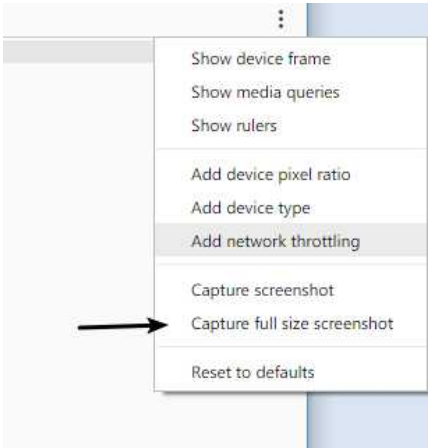 Show device frame
Show media queries
Show rulers
Add device pixel ratio
Add device type
Add network throttling
Capture screenshot
Capture full size screenshot
Reset to defaults